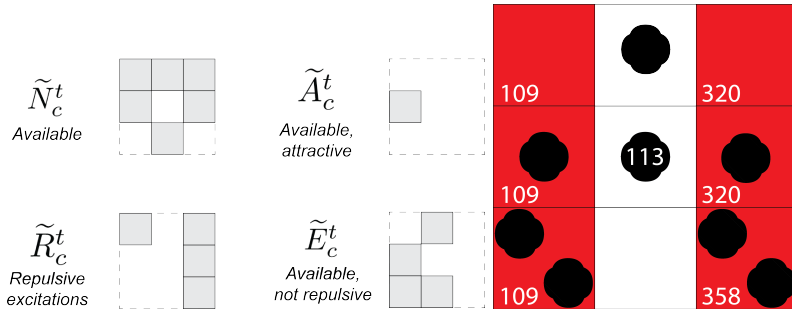 Ñ_c^t
Available
Ã_c^t
Available,
attractive
R̃_c^t
Repulsive
excitations
Ẽ_c^t
Available,
not repulsive
109
320
109
113
320
109
358